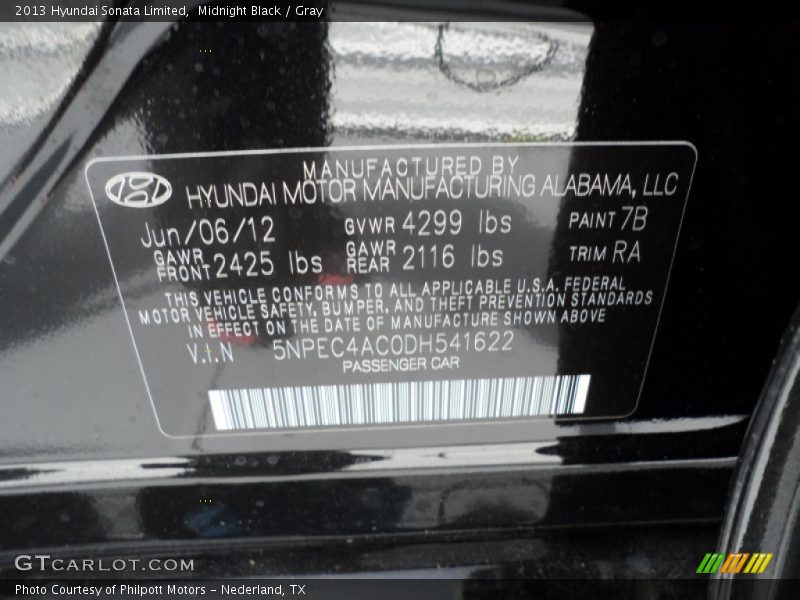 2013 Hyundai Sonata Limited, Midnight Black / Gray
MANUFACTURED BY
HYUNDAI MOTOR MANUFACTURING ALABAMA, LLC
Jun/06/12 GVWR 4299 lbs PAINT 7B
GAWR FRONT 2425 lbs GAWR REAR 2116 lbs TRIM RA
THIS VEHICLE CONFORMS TO ALL APPLICABLE U.S.A. FEDERAL
MOTOR VEHICLE SAFETY, BUMPER, AND THEFT PREVENTION STANDARDS
IN EFFECT ON THE DATE OF MANUFACTURE SHOWN ABOVE
V.I.N 5NPEC4AC0DH541622
PASSENGER CAR
GTCARLOT.COM
Photo Courtesy of Philpott Motors - Nederland, TX